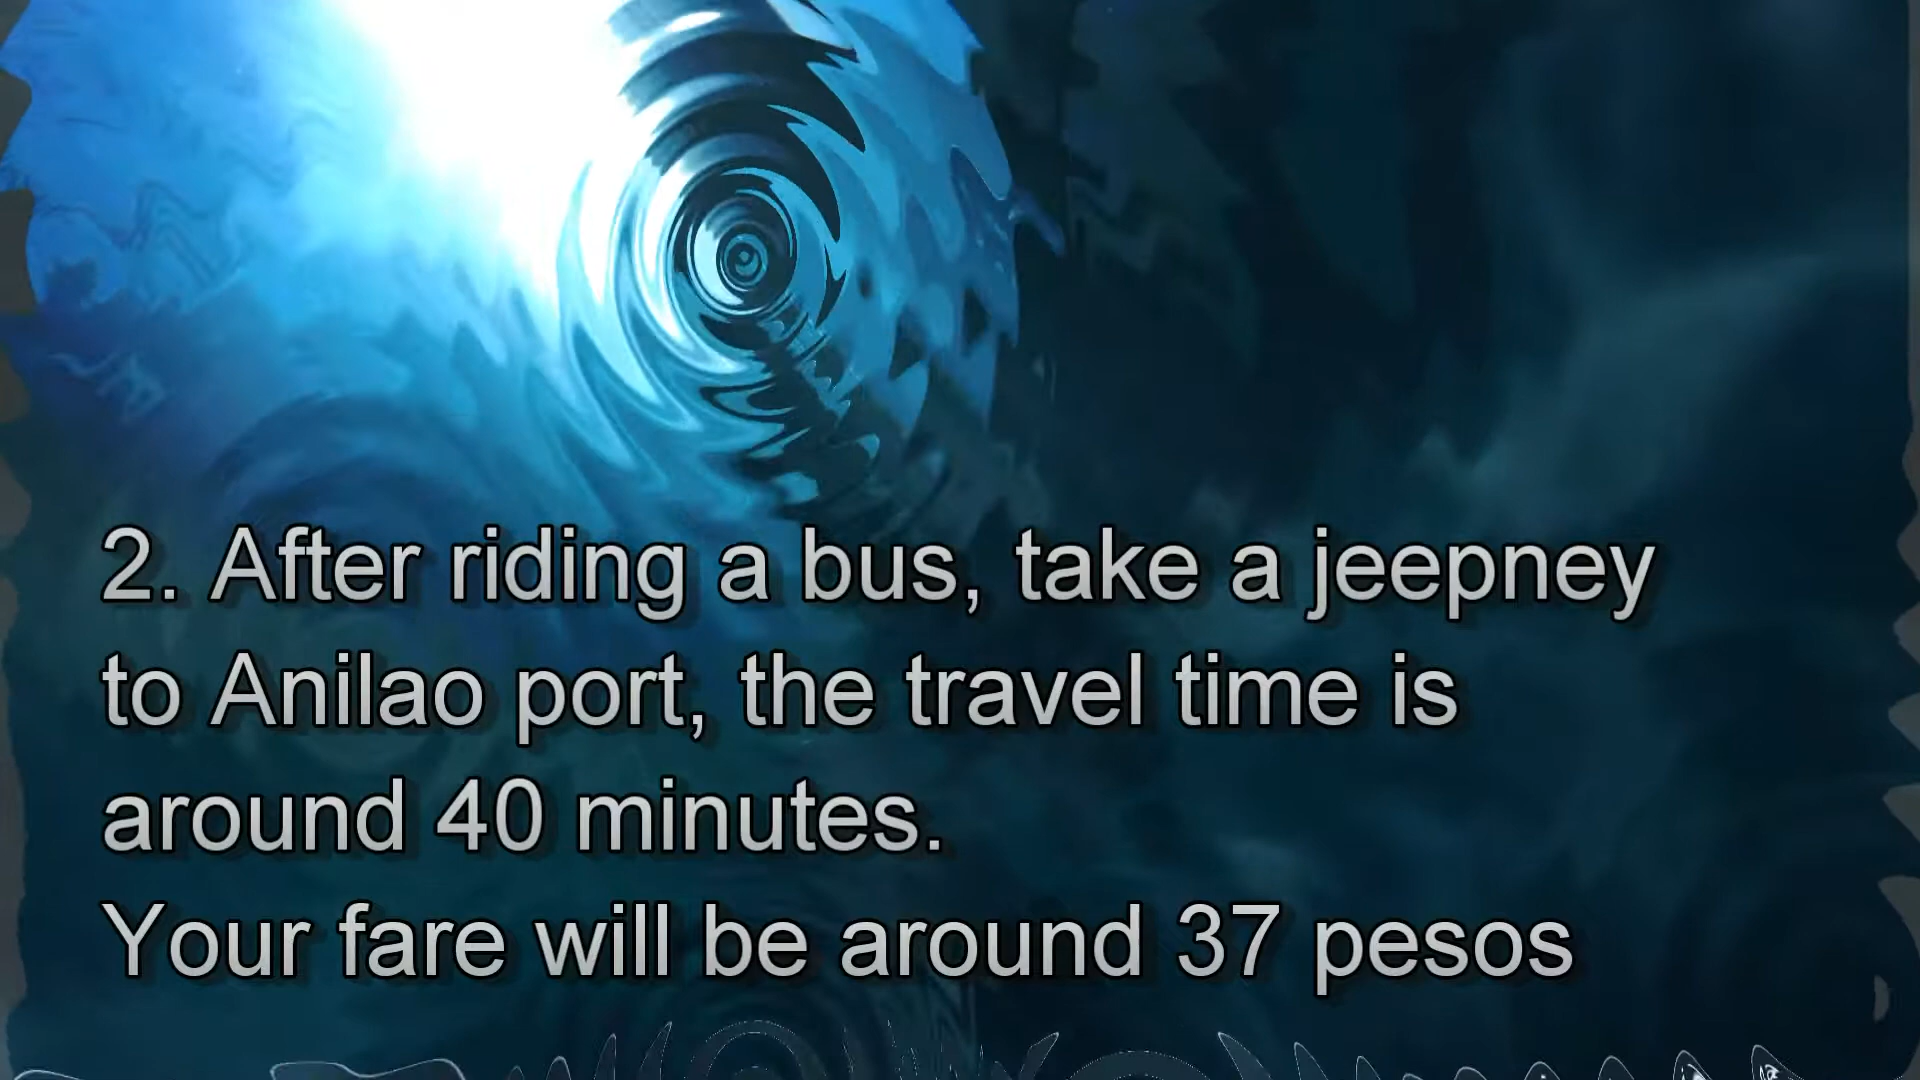 2. After riding a bus, take a jeepney
to Anilao port, the travel time is
around 40 minutes.
Your fare will be around 37 pesos